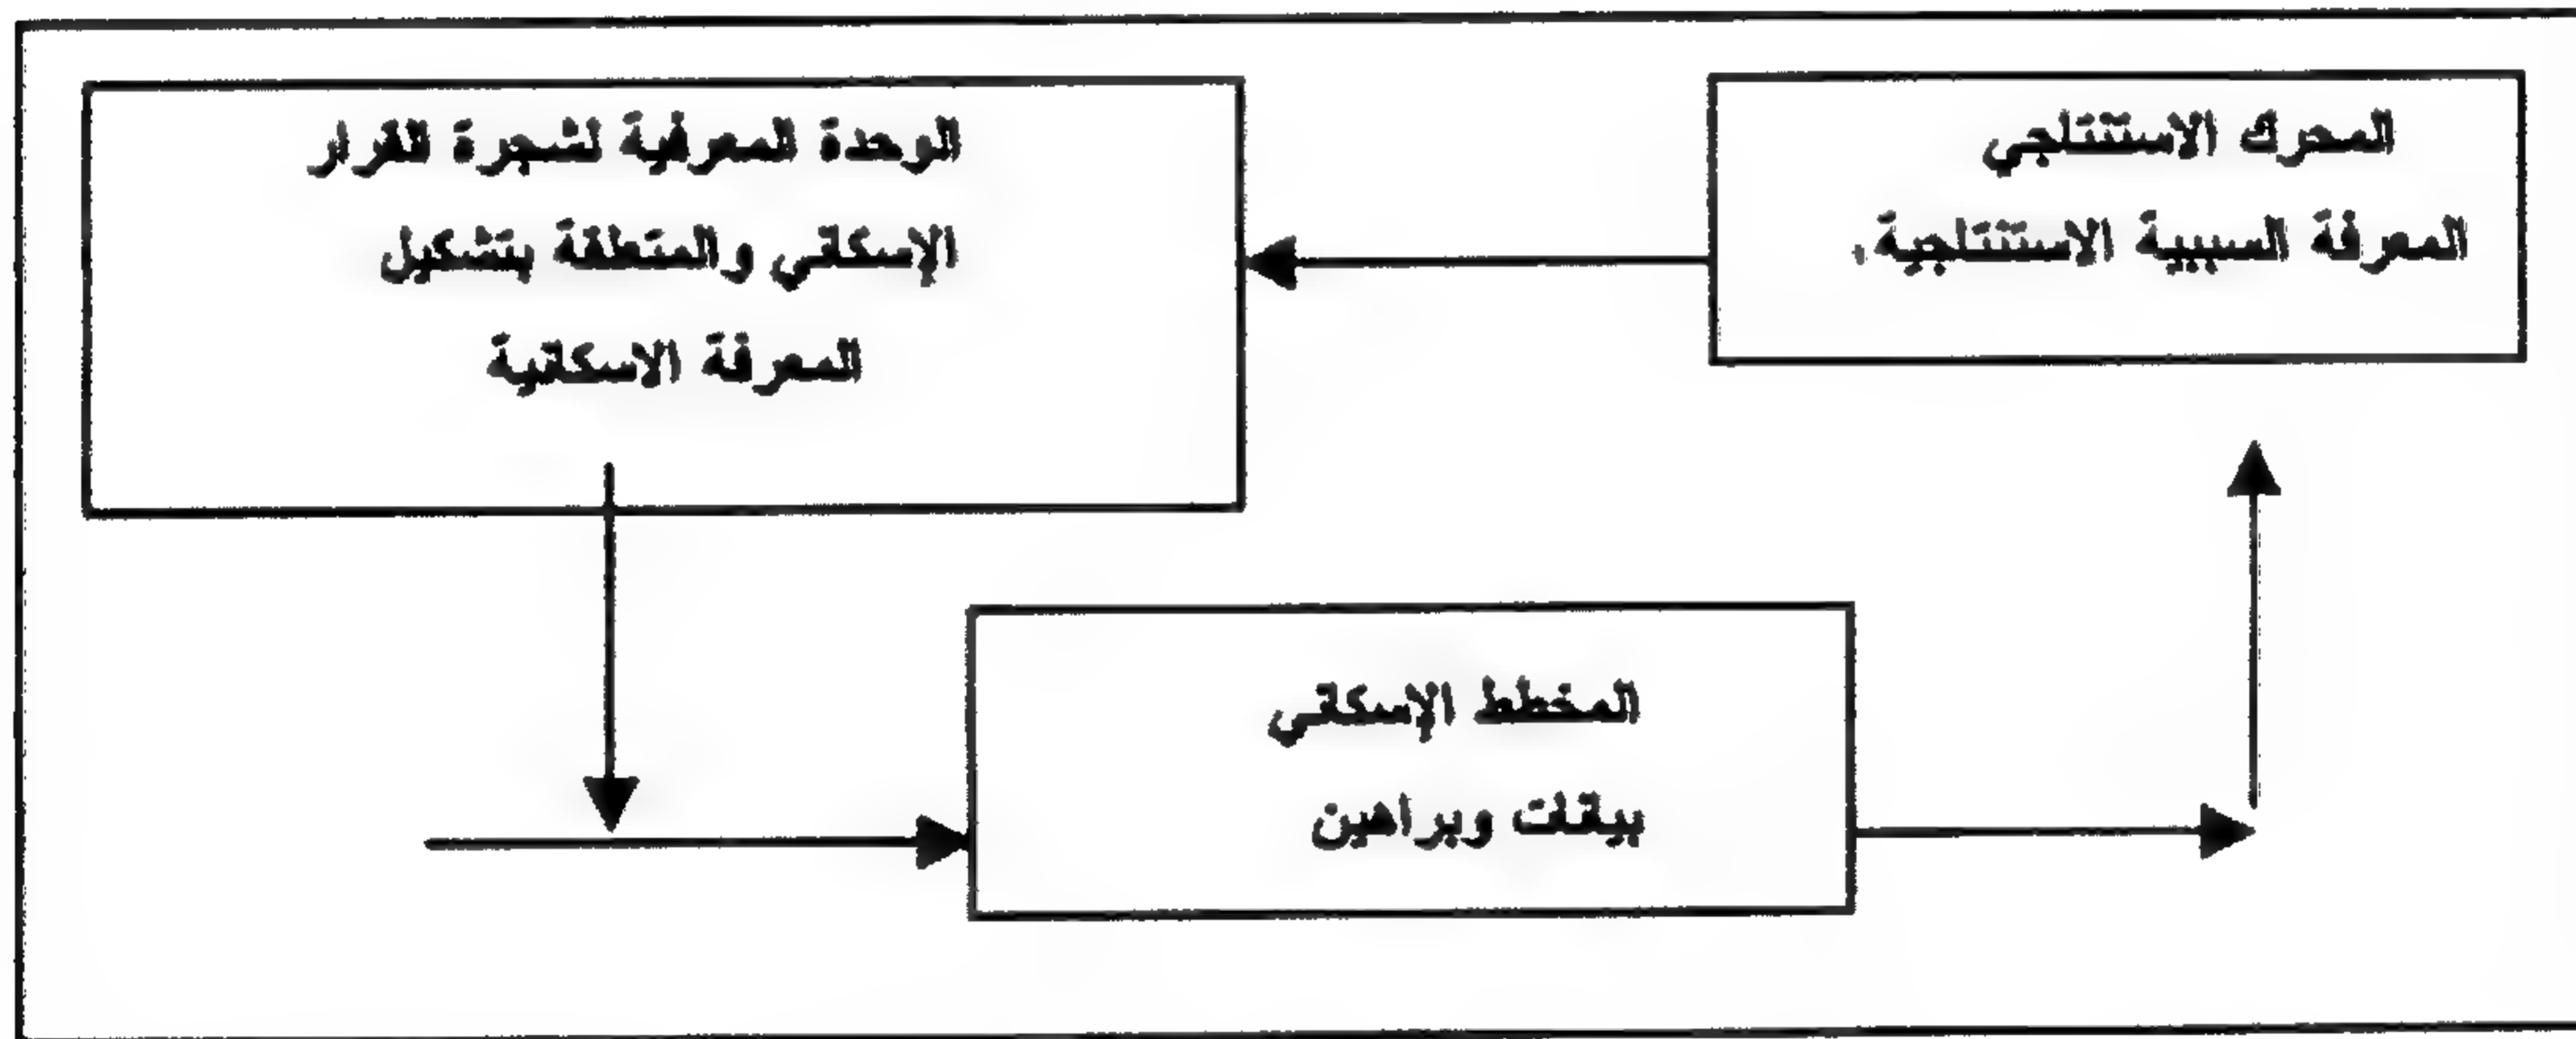 المحرك الاستنتاجي
المعرفة السببية الاستنتاجية،
الوحدة المعرفية لشجرة القرار
الإسكاني والمتعلقة بتشكيل
المعرفة الاسكانية
المخطط الإسكاني
بيانات وبراهين